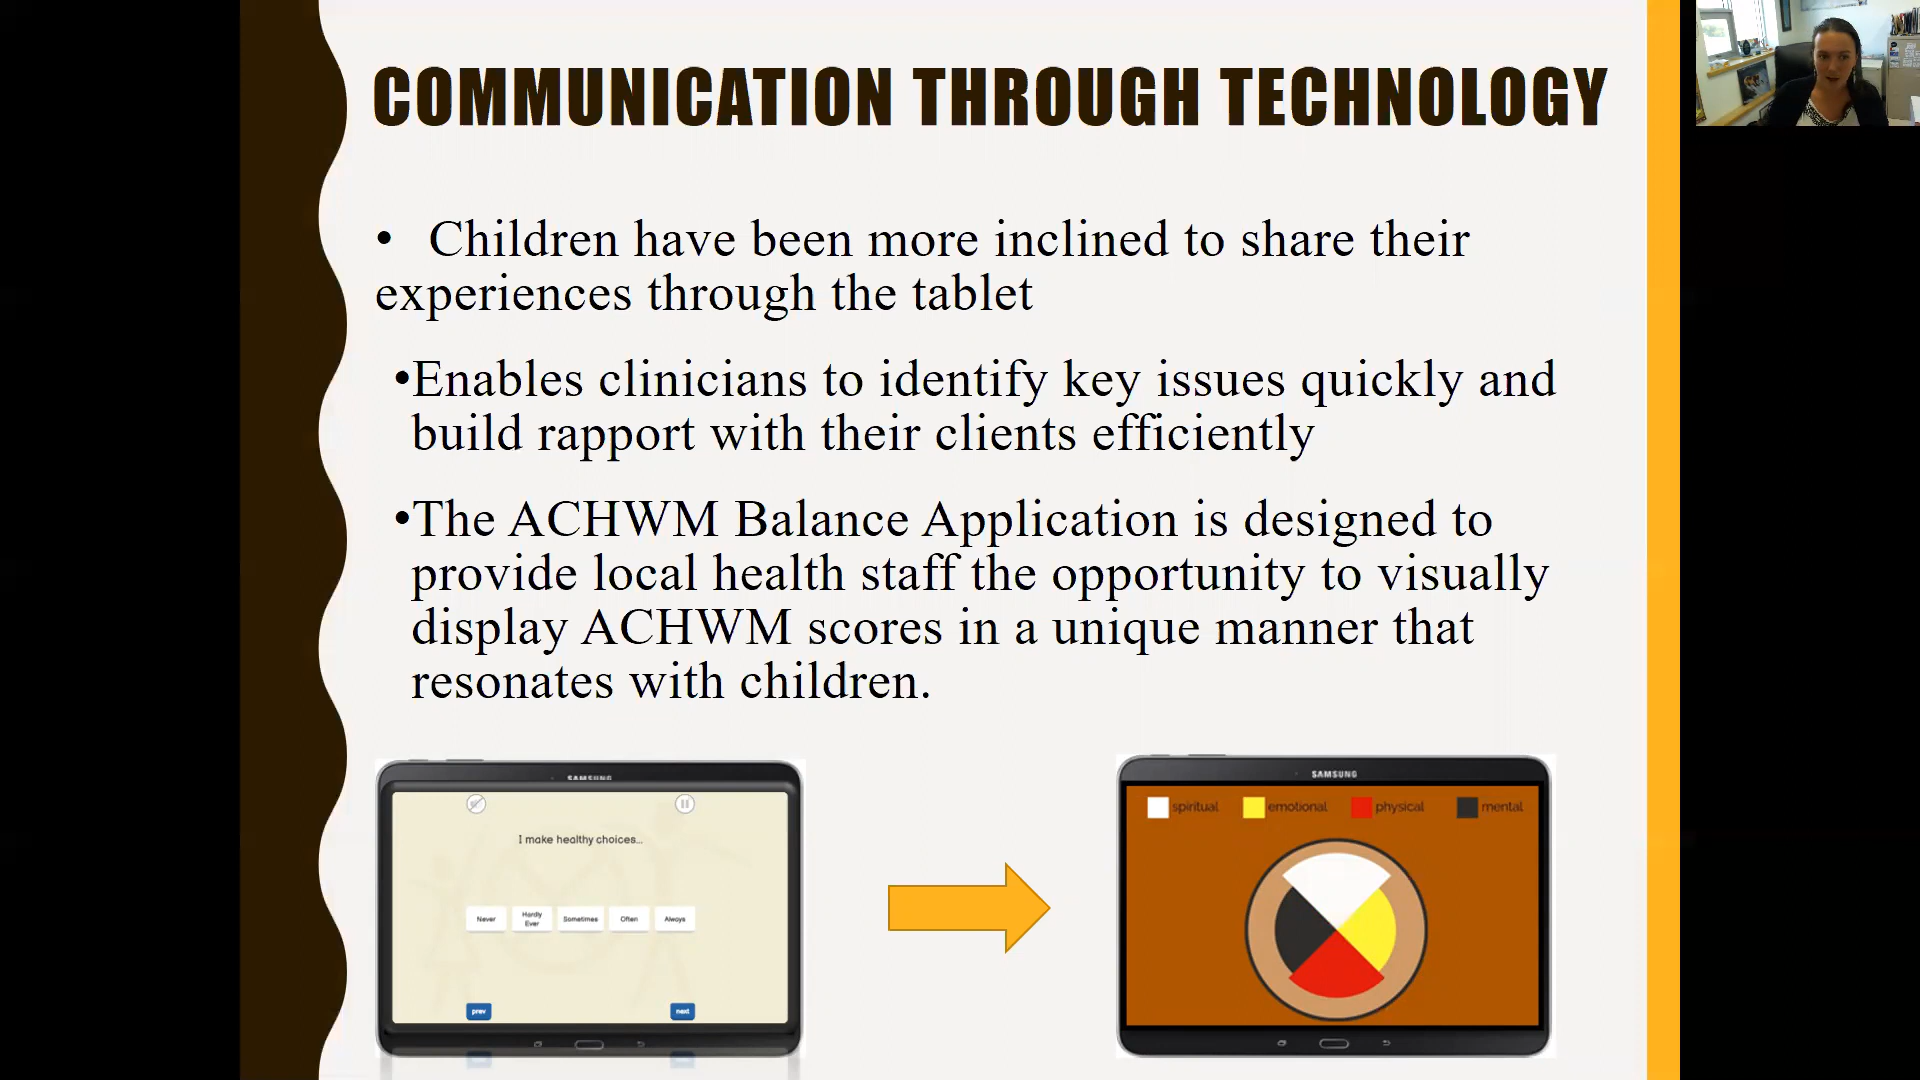 COMMUNICATION THROUGH TECHNOLOGY
• Children have been more inclined to share their
experiences through the tablet
•Enables clinicians to identify key issues quickly and
build rapport with their clients efficiently
•The ACHWM Balance Application is designed to
provide local health staff the opportunity to visually
display ACHWM scores in a unique manner that
resonates with children.
SAMSUNG
I make healthy choices...
Never
Hardly
Ever
Sometimes
Often
Always
prev
next
SAMSUNG
spiritual
emotional
physical
mental